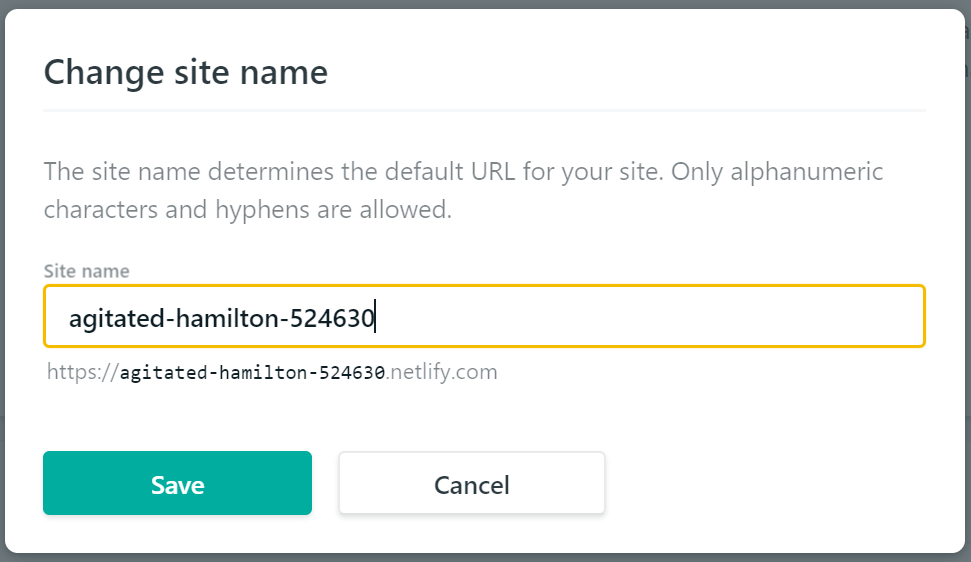 Change site name
The site name determines the default URL for your site. Only alphanumeric
characters and hyphens are allowed.
Site name
agitated-hamilton-524630
https://agitated-hamilton-524630.netlify.com
Save
Cancel